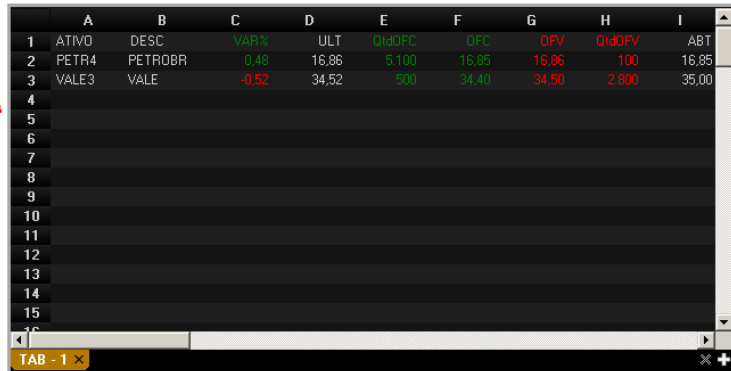 A B C D E F G H I
1 ATIVO DESC VAR% ULT QtdOFC OFC OFV QtdOFV ABT
2 PETR4 PETROBR 0,48 16,86 5.100 16,85 16,86 100 16,85
3 VALE3 VALE -0,52 34,52 500 34,40 34,50 2.800 35,00
4
5
6
7
8
9
10
11
12
13
14
15
16
TAB - 1 ×